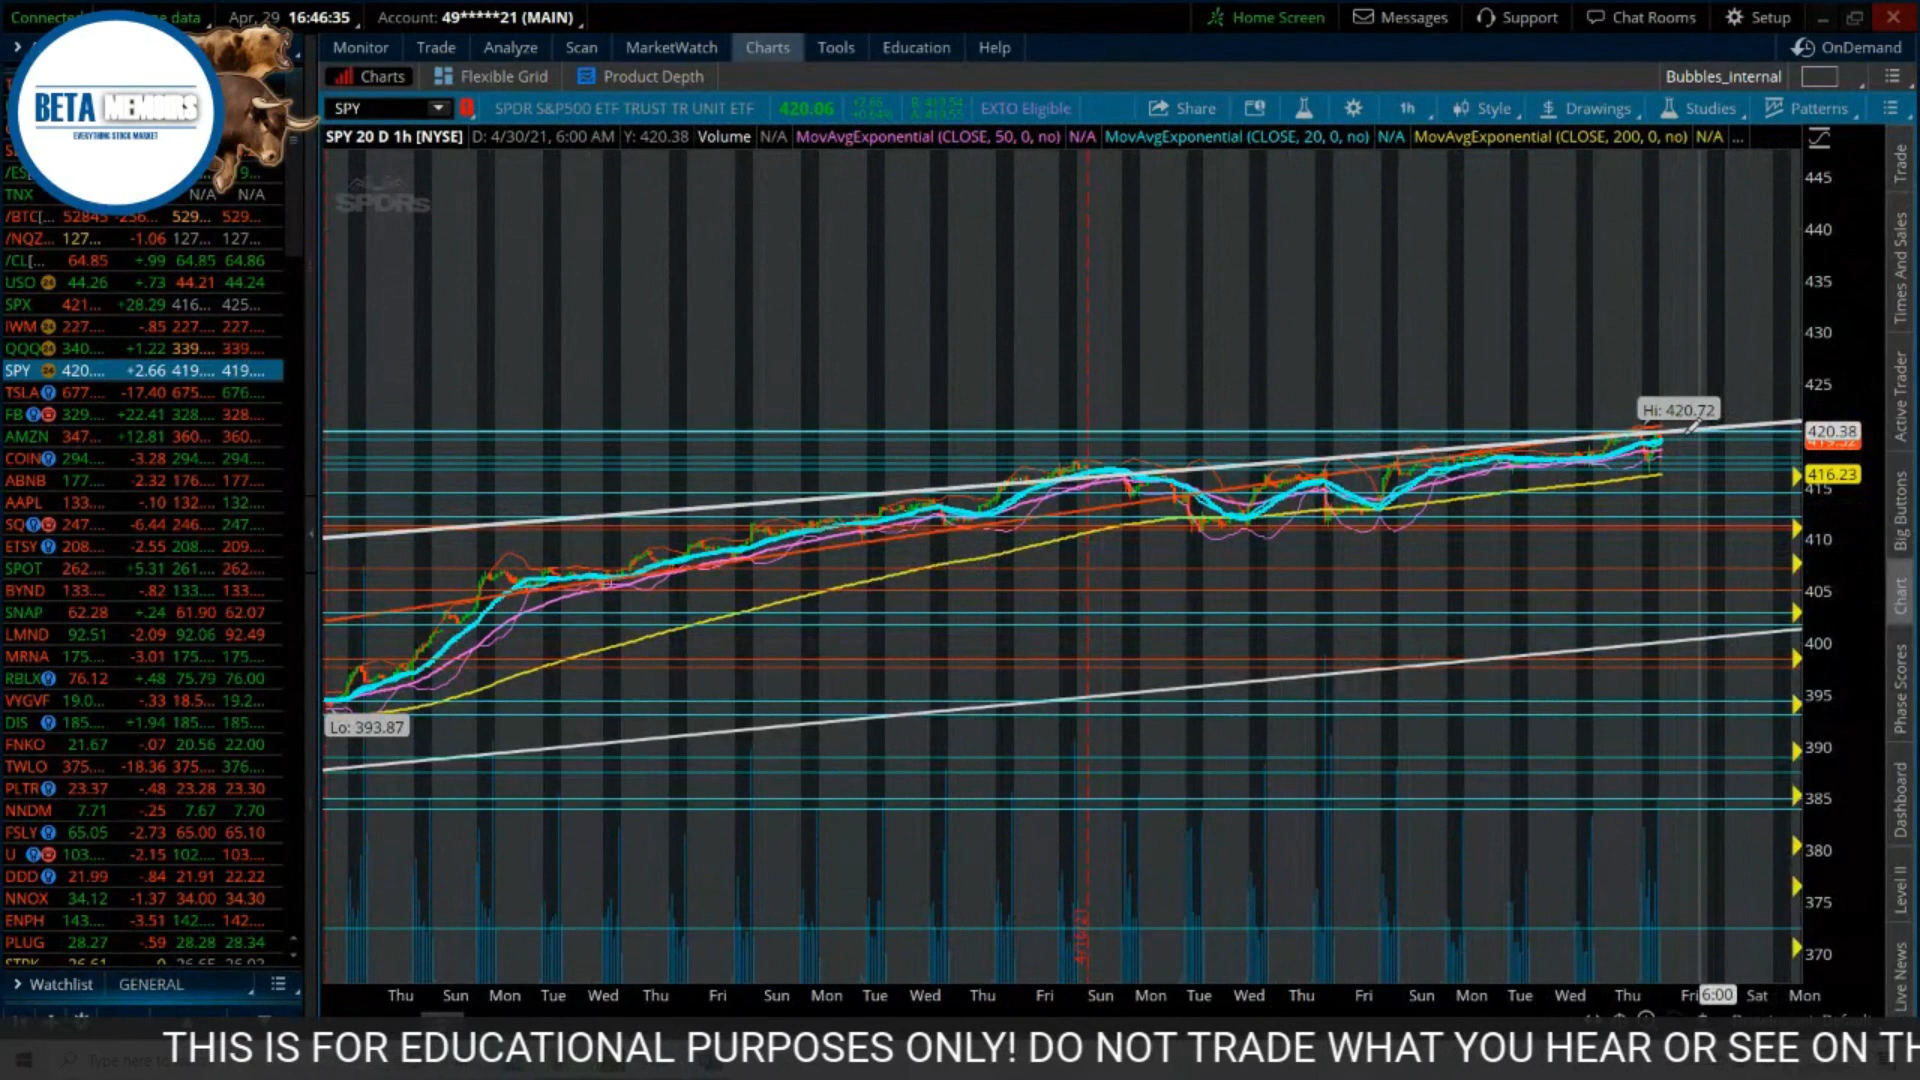 Connected
data
Apr, 29 16:46:35
Account: 49*****21 (MAIN)
Home Screen
Messages
Support
Chat Rooms
Setup
Monitor
Trade
Analyze
Scan
MarketWatch
Charts
Tools
Education
Help
OnDemand
Charts
Flexible Grid
Product Depth
Bubbles_internal
BETA MEMOIRS
EVERYTHING STOCK MARKET
SPY
SPDR S&P500 ETF TRUST TR UNIT ETF
420.06
EXTO Eligible
Share
1h
Style
Drawings
Studies
Patterns
SPY 20 D 1h [NYSE] D: 4/30/21, 6:00 AM Y: 420.38 Volume N/A MovAvgExponential (CLOSE, 50, 0, no) N/A MovAvgExponential (CLOSE, 20, 0, no) N/A MovAvgExponential (CLOSE, 200, 0, no) N/A ...
SPDRs
TNX N/A N/A
/BTC[... 52845 529... 529...
/NQZ... 127... -1.06 127... 127...
/CL[... 64.85 +.99 64.85 64.86
USO 24 44.26 +.73 44.21 44.24
SPX 421... +28.29 416... 425...
IWM 24 227.... -.85 227.... 227....
QQQ 24 340.... +1.22 339.... 339....
SPY 24 420.... +2.66 419.... 419....
TSLA 677.... -17.40 675.... 676....
FB 329.... +22.41 328.... 328....
AMZN 347... +12.81 360... 360...
COIN 294.... -3.28 294.... 294....
ABNB 177.... -2.32 176.... 177....
AAPL 133.... -.10 132.... 132....
SQ 247.... -6.44 246.... 247....
ETSY 208.... -2.55 208.... 209....
SPOT 262.... +5.31 261.... 262....
BYND 133.... -.82 133.... 133....
SNAP 62.28 +.24 61.90 62.07
LMND 92.51 -2.09 92.06 92.49
MRNA 175.... -3.01 175.... 175....
RBLX 76.12 +.48 75.79 76.00
VYGVF 19.0... -.33 18.5... 19.2...
DIS 185.... +1.94 185.... 185....
FNKO 21.67 -.07 20.56 22.00
TWLO 375.... -18.36 375.... 376....
PLTR 23.37 -.48 23.28 23.30
NNDM 7.71 -.25 7.67 7.70
FSLY 65.05 -2.73 65.00 65.10
U 103.... -2.15 102.... 103....
DDD 21.99 -.84 21.91 22.22
NNOX 34.12 -1.37 34.00 34.30
ENPH 143.... -3.51 142.... 142....
PLUG 28.27 -.59 28.28 28.34
Watchlist GENERAL
Hi: 420.72
Lo: 393.87
4/16/21
445
440
435
430
425
420.38
416.23
415
410
405
400
395
390
385
380
375
370
Thu Sun Mon Tue Wed Thu Fri Sun Mon Tue Wed Thu Fri Sun Mon Tue Wed Thu Fri Sun Mon Tue Wed Thu Fri 6:00 Sat Mon
Trade
Times And Sales
Active Trader
Big Buttons
Chart
Phase Scores
Dashboard
Level II
Live News
THIS IS FOR EDUCATIONAL PURPOSES ONLY! DO NOT TRADE WHAT YOU HEAR OR SEE ON TH